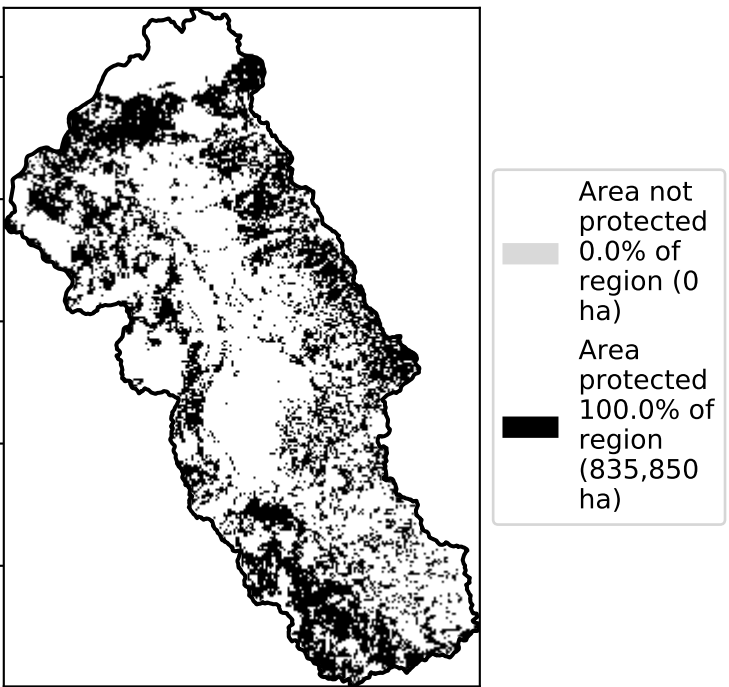 Area not
protected
0.0% of
region (0
ha)
Area
protected
100.0% of
region
(835,850
ha)